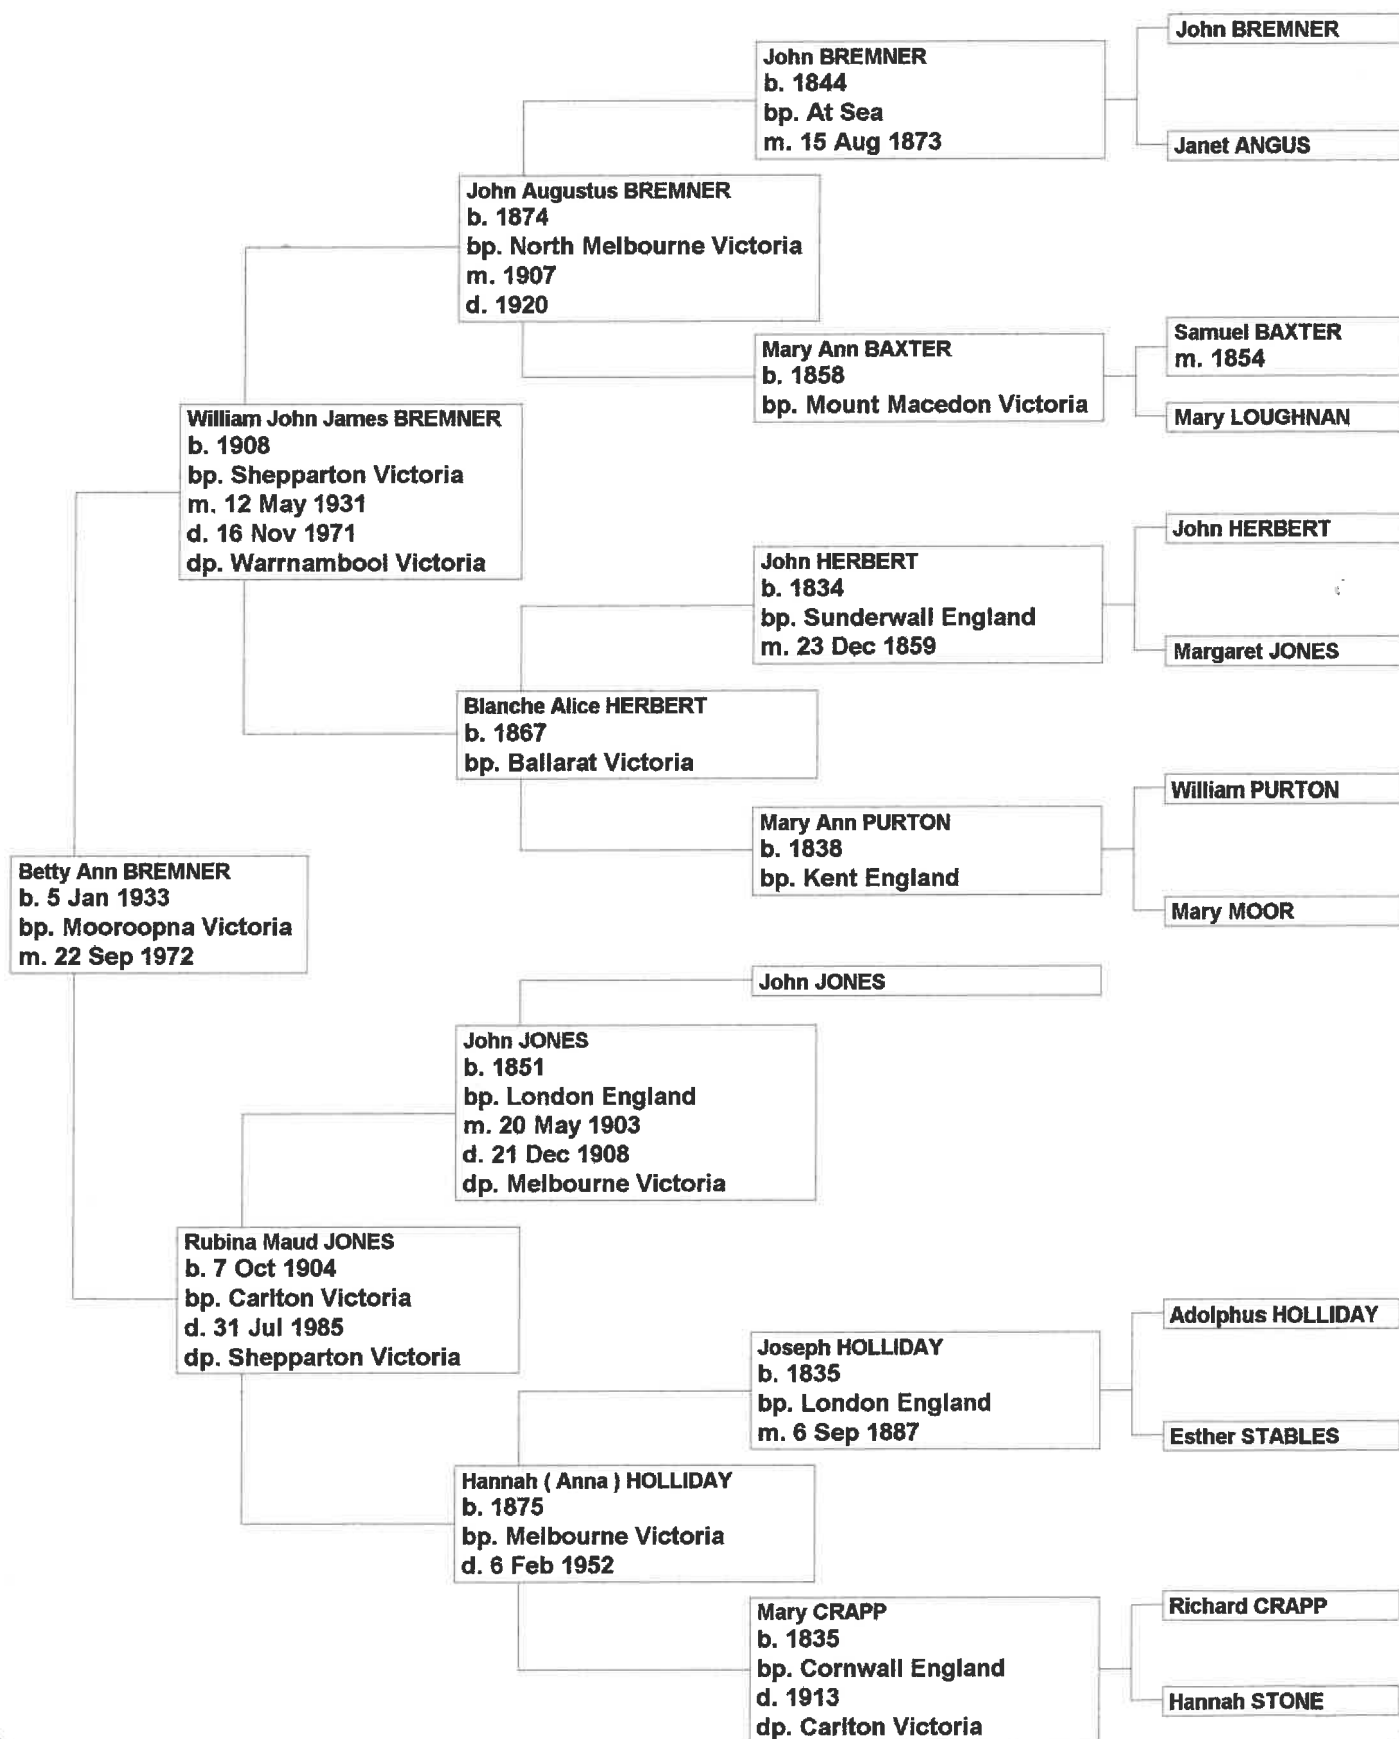 John BREMNER
John BREMNER
b. 1844
bp. At Sea
m. 15 Aug 1873
Janet ANGUS
John Augustus BREMNER
b. 1874
bp. North Melbourne Victoria
m. 1907
d. 1920
Samuel BAXTER
m. 1854
Mary Ann BAXTER
b. 1858
bp. Mount Macedon Victoria
Mary LOUGHNAN
William John James BREMNER
b. 1908
bp. Shepparton Victoria
m. 12 May 1931
d. 16 Nov 1971
dp. Warrnambool Victoria
John HERBERT
John HERBERT
b. 1834
bp. Sunderwall England
m. 23 Dec 1859
Margaret JONES
Blanche Alice HERBERT
b. 1867
bp. Ballarat Victoria
William PURTON
Mary Ann PURTON
b. 1838
bp. Kent England
Mary MOOR
Betty Ann BREMNER
b. 5 Jan 1933
bp. Mooroopna Victoria
m. 22 Sep 1972
John JONES
John JONES
b. 1851
bp. London England
m. 20 May 1903
d. 21 Dec 1908
dp. Melbourne Victoria
Rubina Maud JONES
b. 7 Oct 1904
bp. Carlton Victoria
d. 31 Jul 1985
dp. Shepparton Victoria
Adolphus HOLLIDAY
Joseph HOLLIDAY
b. 1835
bp. London England
m. 6 Sep 1887
Esther STABLES
Hannah ( Anna ) HOLLIDAY
b. 1875
bp. Melbourne Victoria
d. 6 Feb 1952
Richard CRAPP
Mary CRAPP
b. 1835
bp. Cornwall England
d. 1913
dp. Carlton Victoria
Hannah STONE